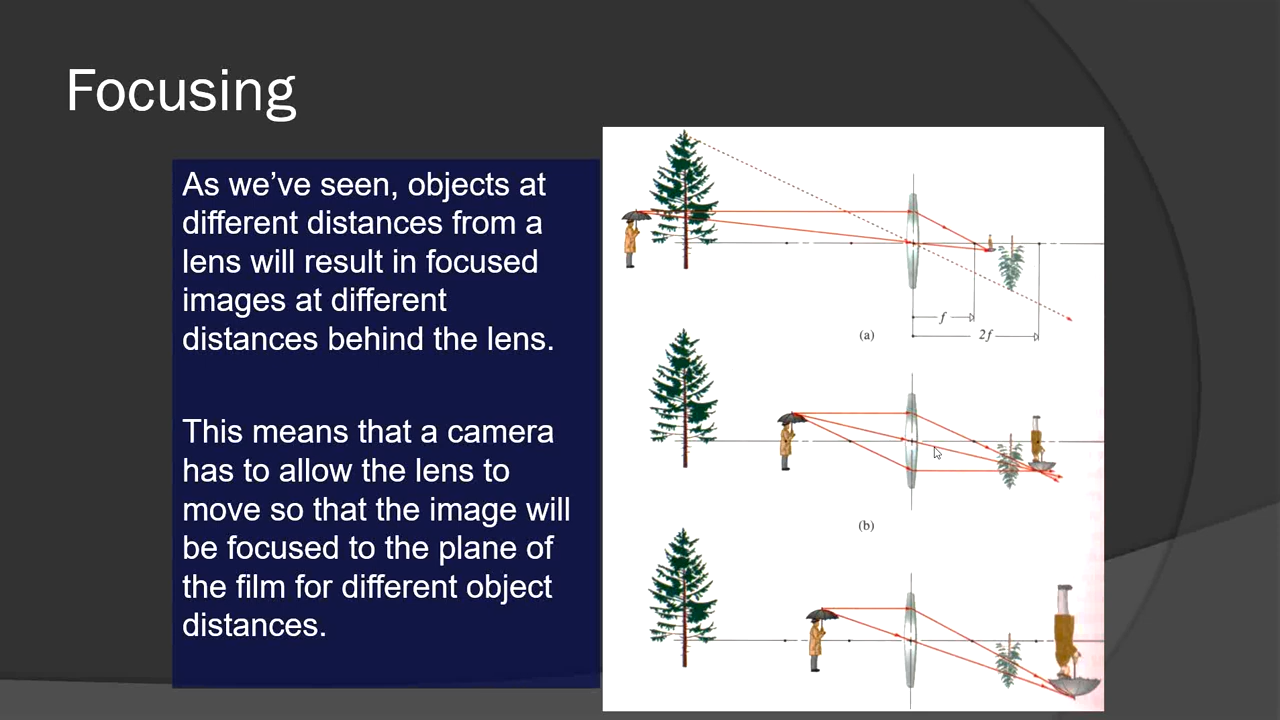 Focusing
As we’ve seen, objects at
different distances from a
lens will result in focused
images at different
distances behind the lens.
This means that a camera
has to allow the lens to
move so that the image will
be focused to the plane of
the film for different object
distances.
f
2f
(a)
(b)